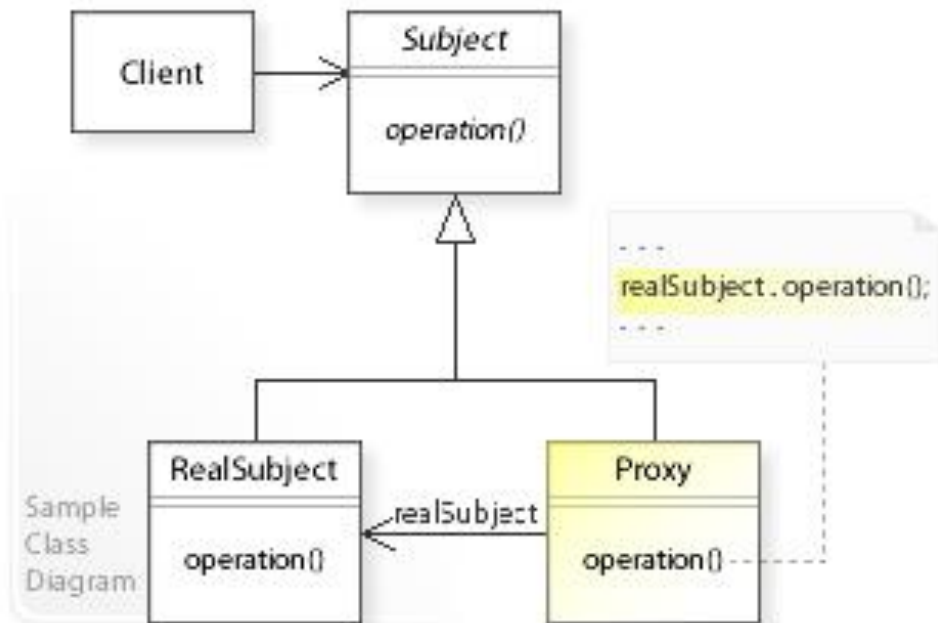 Client
Subject
operation()
- - -
realSubject.operation();
- - -
RealSubject
operation()
realSubject
Proxy
operation()
Sample
Class
Diagram